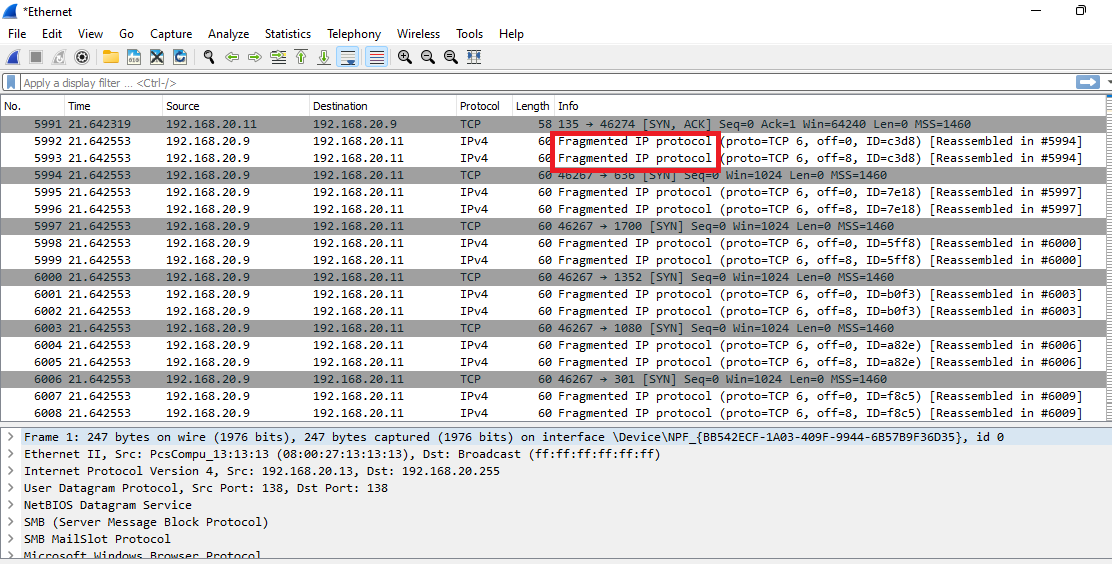 *Ethernet
File Edit View Go Capture Analyze Statistics Telephony Wireless Tools Help
Apply a display filter ... <Ctrl-/>
No. Time Source Destination Protocol Length Info
5991 21.642319 192.168.20.11 192.168.20.9 TCP 58 135 → 46274 [SYN, ACK] Seq=0 Ack=1 Win=64240 Len=0 MSS=1460
5992 21.642553 192.168.20.9 192.168.20.11 IPv4 60 Fragmented IP protocol (proto=TCP 6, off=0, ID=c3d8) [Reassembled in #5994]
5993 21.642553 192.168.20.9 192.168.20.11 IPv4 60 Fragmented IP protocol (proto=TCP 6, off=8, ID=c3d8) [Reassembled in #5994]
5994 21.642553 192.168.20.9 192.168.20.11 TCP 60 46267 → 636 [SYN] Seq=0 Win=1024 Len=0 MSS=1460
5995 21.642553 192.168.20.9 192.168.20.11 IPv4 60 Fragmented IP protocol (proto=TCP 6, off=0, ID=7e18) [Reassembled in #5997]
5996 21.642553 192.168.20.9 192.168.20.11 IPv4 60 Fragmented IP protocol (proto=TCP 6, off=8, ID=7e18) [Reassembled in #5997]
5997 21.642553 192.168.20.9 192.168.20.11 TCP 60 46267 → 1700 [SYN] Seq=0 Win=1024 Len=0 MSS=1460
5998 21.642553 192.168.20.9 192.168.20.11 IPv4 60 Fragmented IP protocol (proto=TCP 6, off=0, ID=5ff8) [Reassembled in #6000]
5999 21.642553 192.168.20.9 192.168.20.11 IPv4 60 Fragmented IP protocol (proto=TCP 6, off=8, ID=5ff8) [Reassembled in #6000]
6000 21.642553 192.168.20.9 192.168.20.11 TCP 60 46267 → 1352 [SYN] Seq=0 Win=1024 Len=0 MSS=1460
6001 21.642553 192.168.20.9 192.168.20.11 IPv4 60 Fragmented IP protocol (proto=TCP 6, off=0, ID=b0f3) [Reassembled in #6003]
6002 21.642553 192.168.20.9 192.168.20.11 IPv4 60 Fragmented IP protocol (proto=TCP 6, off=8, ID=b0f3) [Reassembled in #6003]
6003 21.642553 192.168.20.9 192.168.20.11 TCP 60 46267 → 1080 [SYN] Seq=0 Win=1024 Len=0 MSS=1460
6004 21.642553 192.168.20.9 192.168.20.11 IPv4 60 Fragmented IP protocol (proto=TCP 6, off=0, ID=a82e) [Reassembled in #6006]
6005 21.642553 192.168.20.9 192.168.20.11 IPv4 60 Fragmented IP protocol (proto=TCP 6, off=8, ID=a82e) [Reassembled in #6006]
6006 21.642553 192.168.20.9 192.168.20.11 TCP 60 46267 → 301 [SYN] Seq=0 Win=1024 Len=0 MSS=1460
6007 21.642553 192.168.20.9 192.168.20.11 IPv4 60 Fragmented IP protocol (proto=TCP 6, off=0, ID=f8c5) [Reassembled in #6009]
6008 21.642553 192.168.20.9 192.168.20.11 IPv4 60 Fragmented IP protocol (proto=TCP 6, off=8, ID=f8c5) [Reassembled in #6009]
Frame 1: 247 bytes on wire (1976 bits), 247 bytes captured (1976 bits) on interface \Device\NPF_{BB542ECF-1A03-409F-9944-6B57B9F36D35}, id 0
Ethernet II, Src: PcsCompu_13:13:13 (08:00:27:13:13:13), Dst: Broadcast (ff:ff:ff:ff:ff:ff)
Internet Protocol Version 4, Src: 192.168.20.13, Dst: 192.168.20.255
User Datagram Protocol, Src Port: 138, Dst Port: 138
NetBIOS Datagram Service
SMB (Server Message Block Protocol)
SMB MailSlot Protocol
Microsoft Windows Browser Protocol